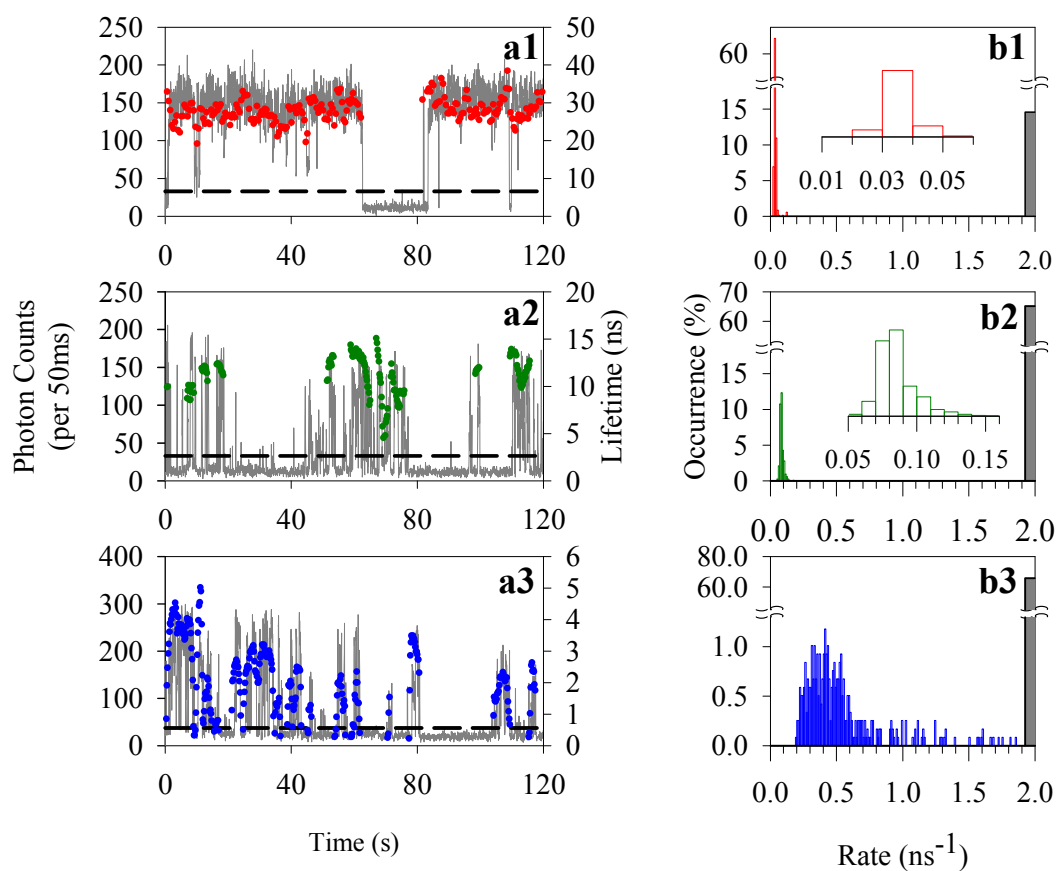 250
200
150
100
50
0
50
40
30
20
10
0
a1
0 40 80 120
60
15
10
5
0
b1
0.01 0.03 0.05
0.0 0.5 1.0 1.5 2.0
Photon Counts
(per 50ms)
250
200
150
100
50
0
20
15
10
5
0
a2
Lifetime (ns)
0 40 80 120
Occurrence (%)
70
60
15
10
5
0
b2
0.05 0.10 0.15
0.0 0.5 1.0 1.5 2.0
400
300
200
100
0
6
5
4
3
2
1
0
a3
0 40 80 120
Time (s)
80.0
60.0
1.0
0.5
0.0
b3
0.0 0.5 1.0 1.5 2.0
Rate (ns-1)